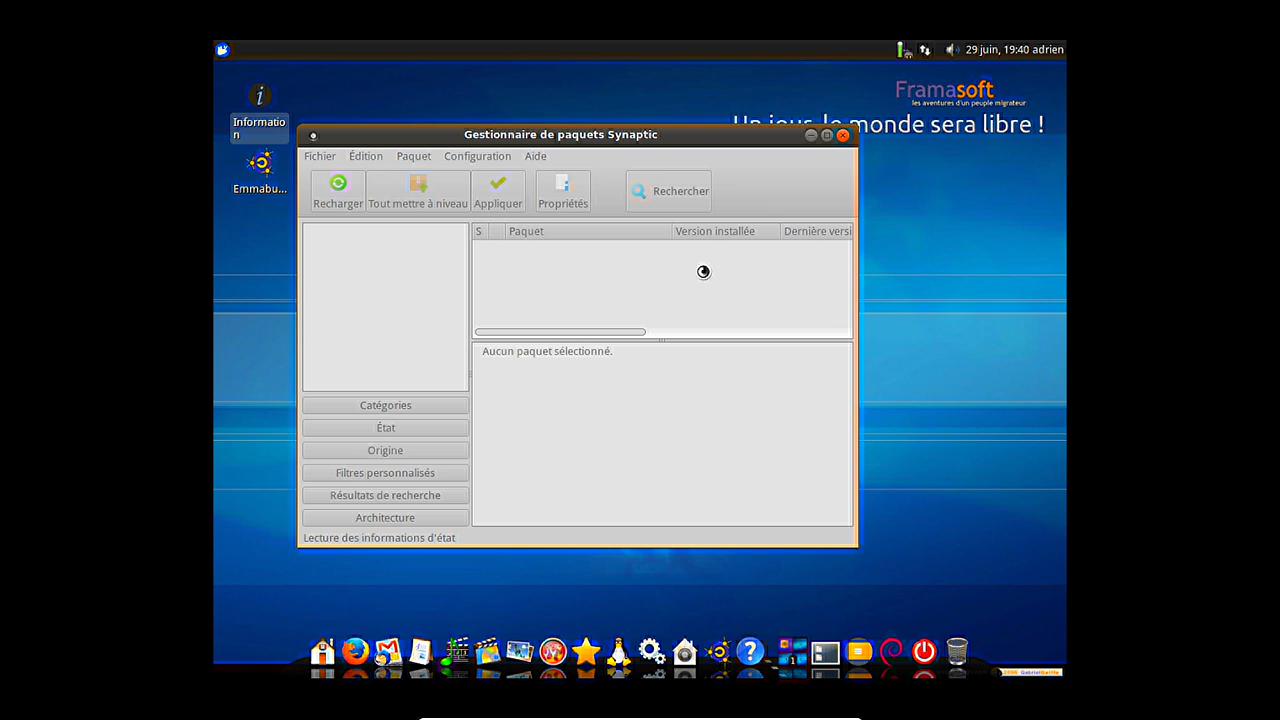 29 juin, 19:40 adrien
Framasoft
les aventures d'un peuple migrateur
Un jour, le monde sera libre !
Informatio
n
Emmabu...
Gestionnaire de paquets Synaptic
Fichier Édition Paquet Configuration Aide
Recharger Tout mettre à niveau Appliquer Propriétés Rechercher
S Paquet Version installée Dernière versi
Aucun paquet sélectionné.
Catégories
État
Origine
Filtres personnalisés
Résultats de recherche
Architecture
Lecture des informations d'état
1